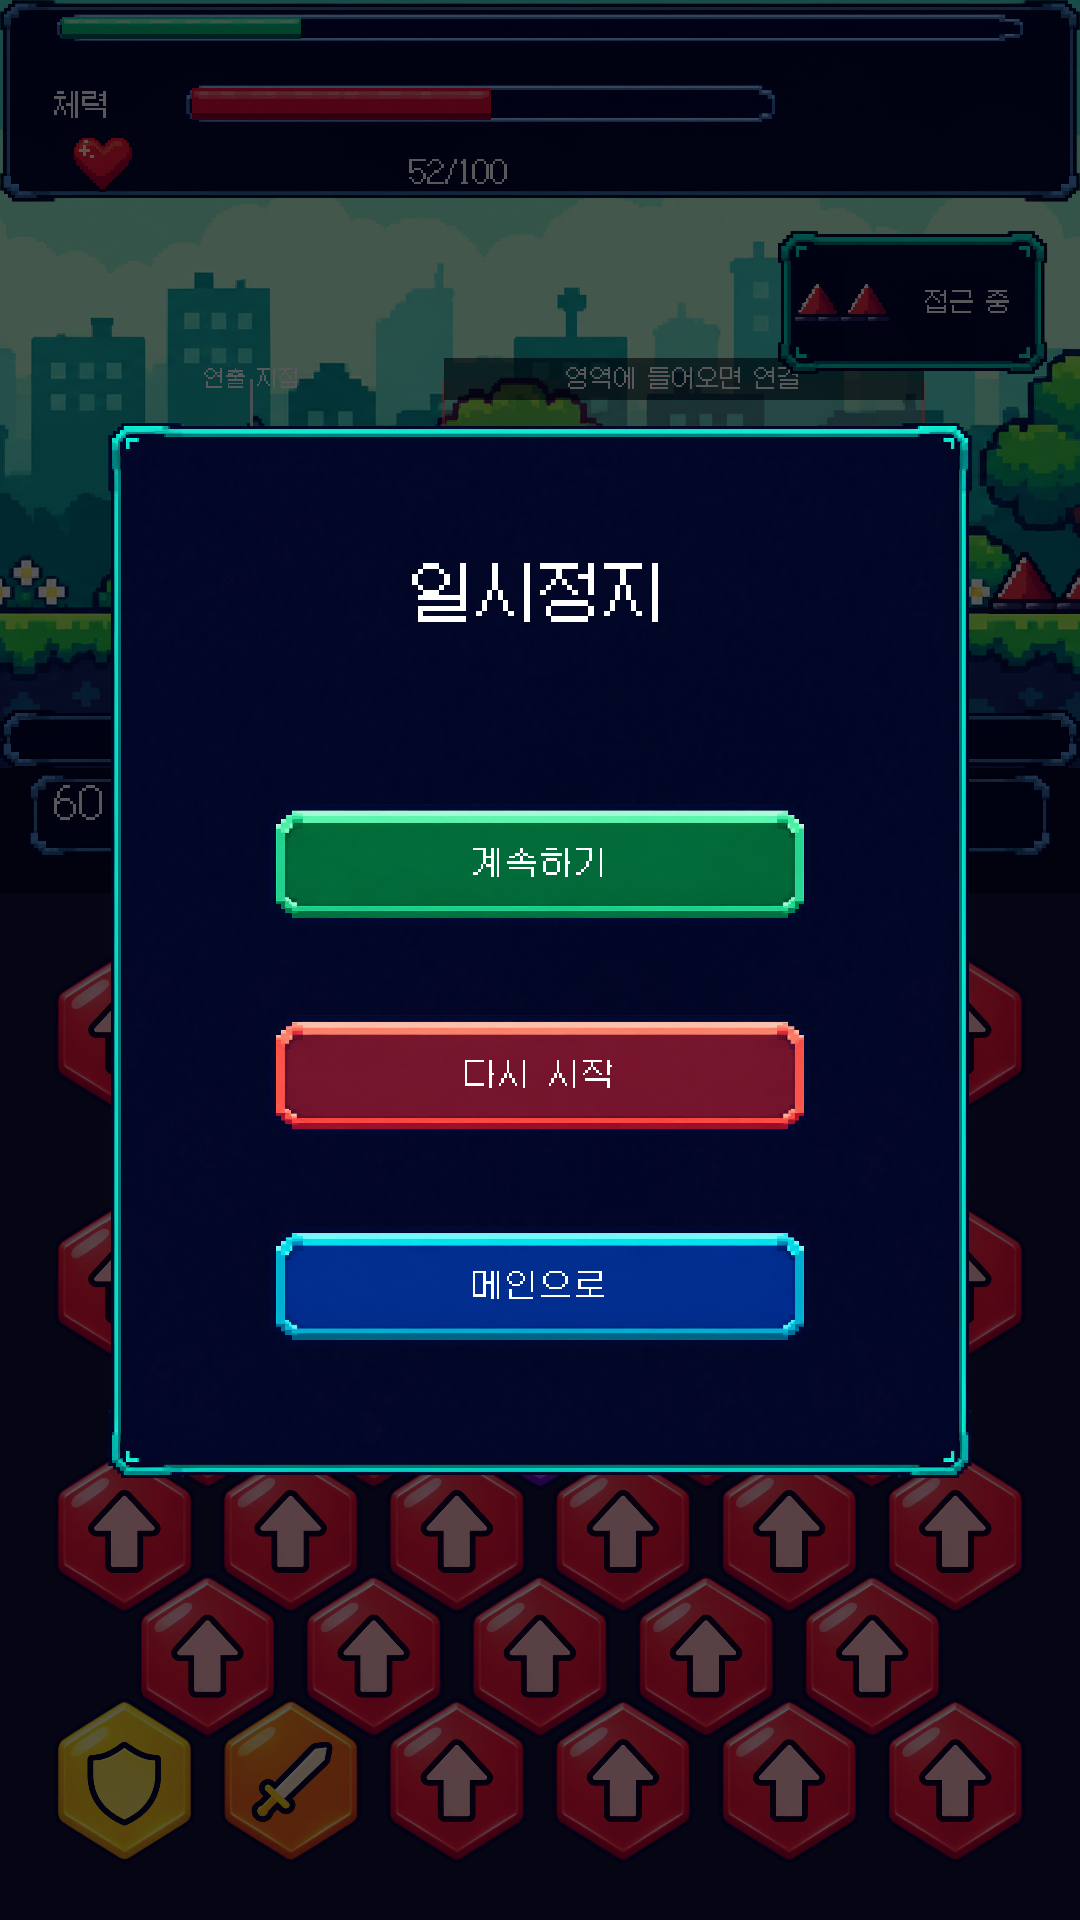 체력
52/100
접근 중
연출 지점
영역에 들어오면 연결
일시정지
60
계속하기
다시 시작
메인으로